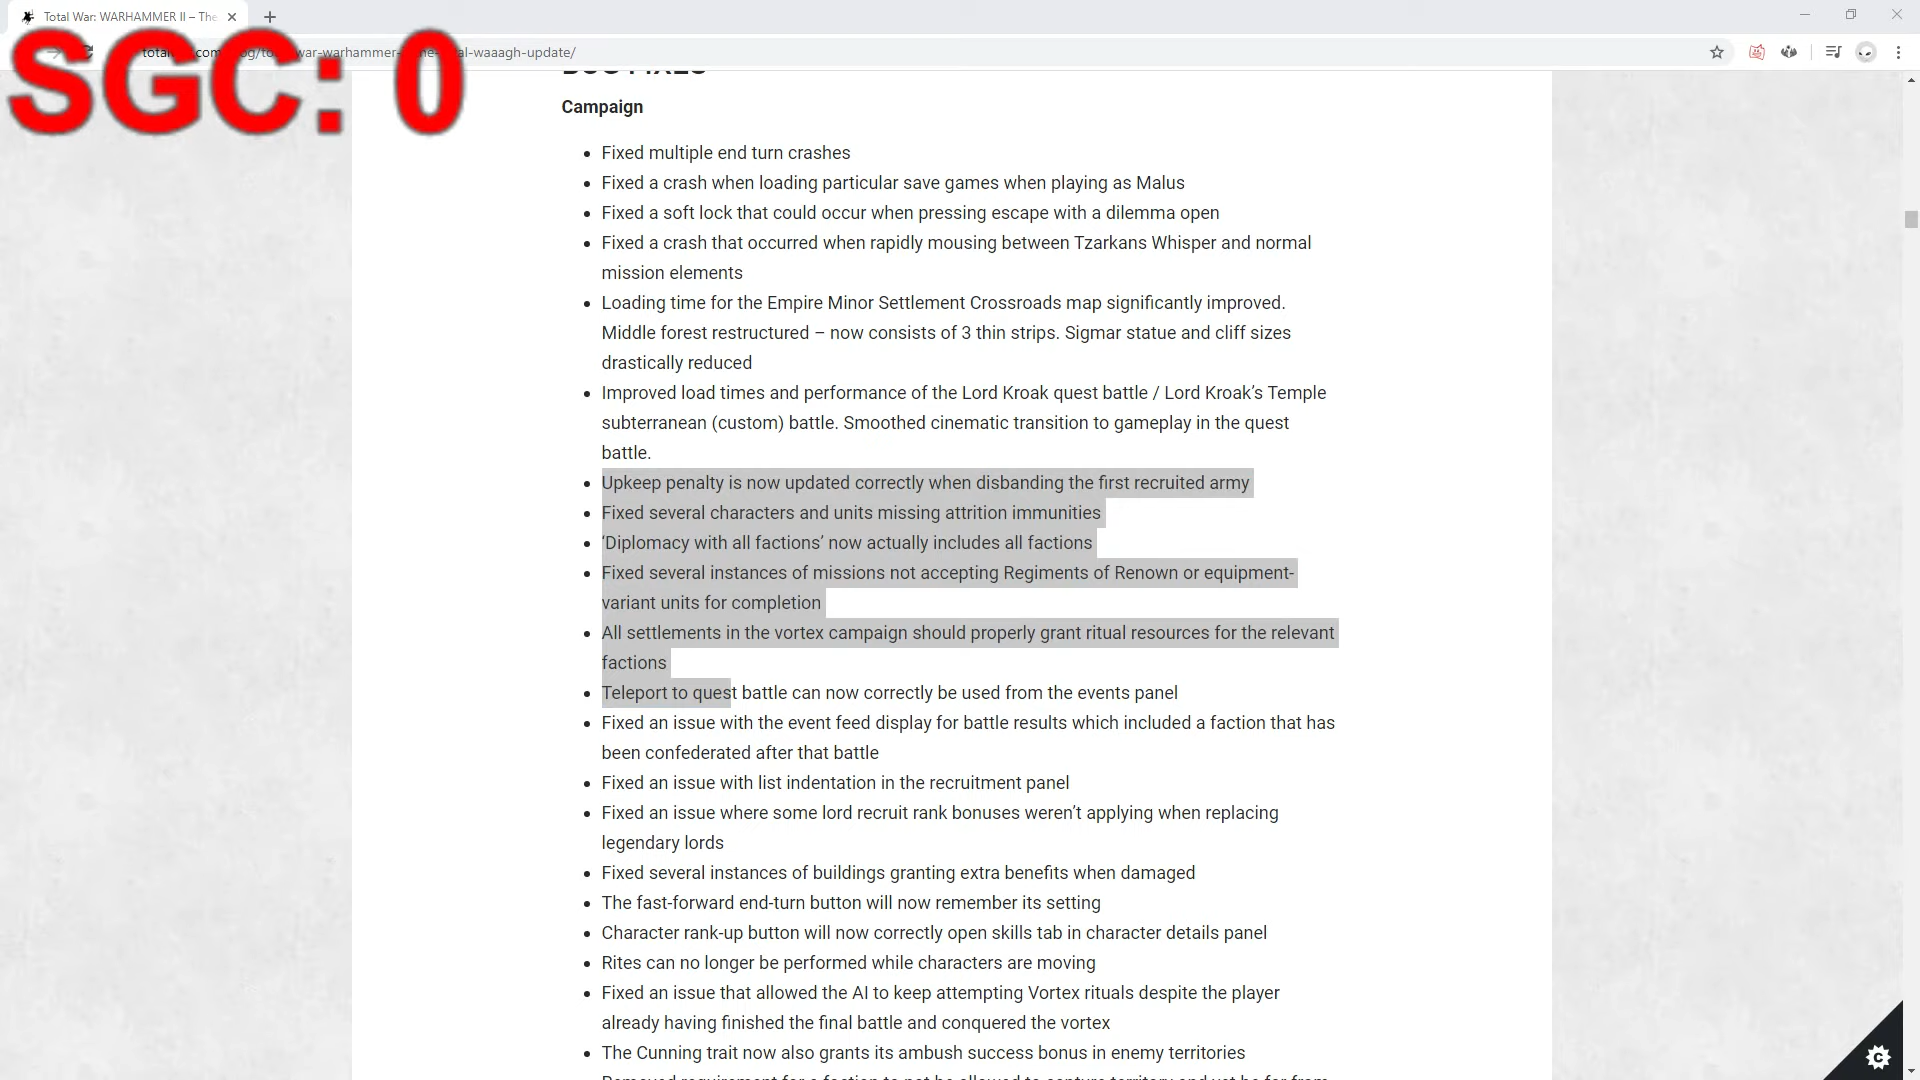 Total War: WARHAMMER II – The
SGC: 0
war-warhammer-
al-waaagh-update/
Campaign
Fixed multiple end turn crashes
Fixed a crash when loading particular save games when playing as Malus
Fixed a soft lock that could occur when pressing escape with a dilemma open
Fixed a crash that occurred when rapidly mousing between Tzarkans Whisper and normal
mission elements
Loading time for the Empire Minor Settlement Crossroads map significantly improved.
Middle forest restructured – now consists of 3 thin strips. Sigmar statue and cliff sizes
drastically reduced
Improved load times and performance of the Lord Kroak quest battle / Lord Kroak’s Temple
subterranean (custom) battle. Smoothed cinematic transition to gameplay in the quest
battle.
Upkeep penalty is now updated correctly when disbanding the first recruited army
Fixed several characters and units missing attrition immunities
‘Diplomacy with all factions’ now actually includes all factions
Fixed several instances of missions not accepting Regiments of Renown or equipment-
variant units for completion
All settlements in the vortex campaign should properly grant ritual resources for the relevant
factions
Teleport to quest battle can now correctly be used from the events panel
Fixed an issue with the event feed display for battle results which included a faction that has
been confederated after that battle
Fixed an issue with list indentation in the recruitment panel
Fixed an issue where some lord recruit rank bonuses weren’t applying when replacing
legendary lords
Fixed several instances of buildings granting extra benefits when damaged
The fast-forward end-turn button will now remember its setting
Character rank-up button will now correctly open skills tab in character details panel
Rites can no longer be performed while characters are moving
Fixed an issue that allowed the AI to keep attempting Vortex rituals despite the player
already having finished the final battle and conquered the vortex
The Cunning trait now also grants its ambush success bonus in enemy territories